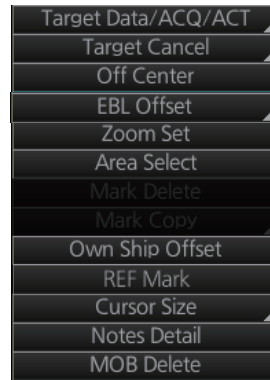 Target Data/ACQ/ACT
Target Cancel
Off Center
EBL Offset
Zoom Set
Area Select
Mark Delete
Mark Copy
Own Ship Offset
REF Mark
Cursor Size
Notes Detail
MOB Delete